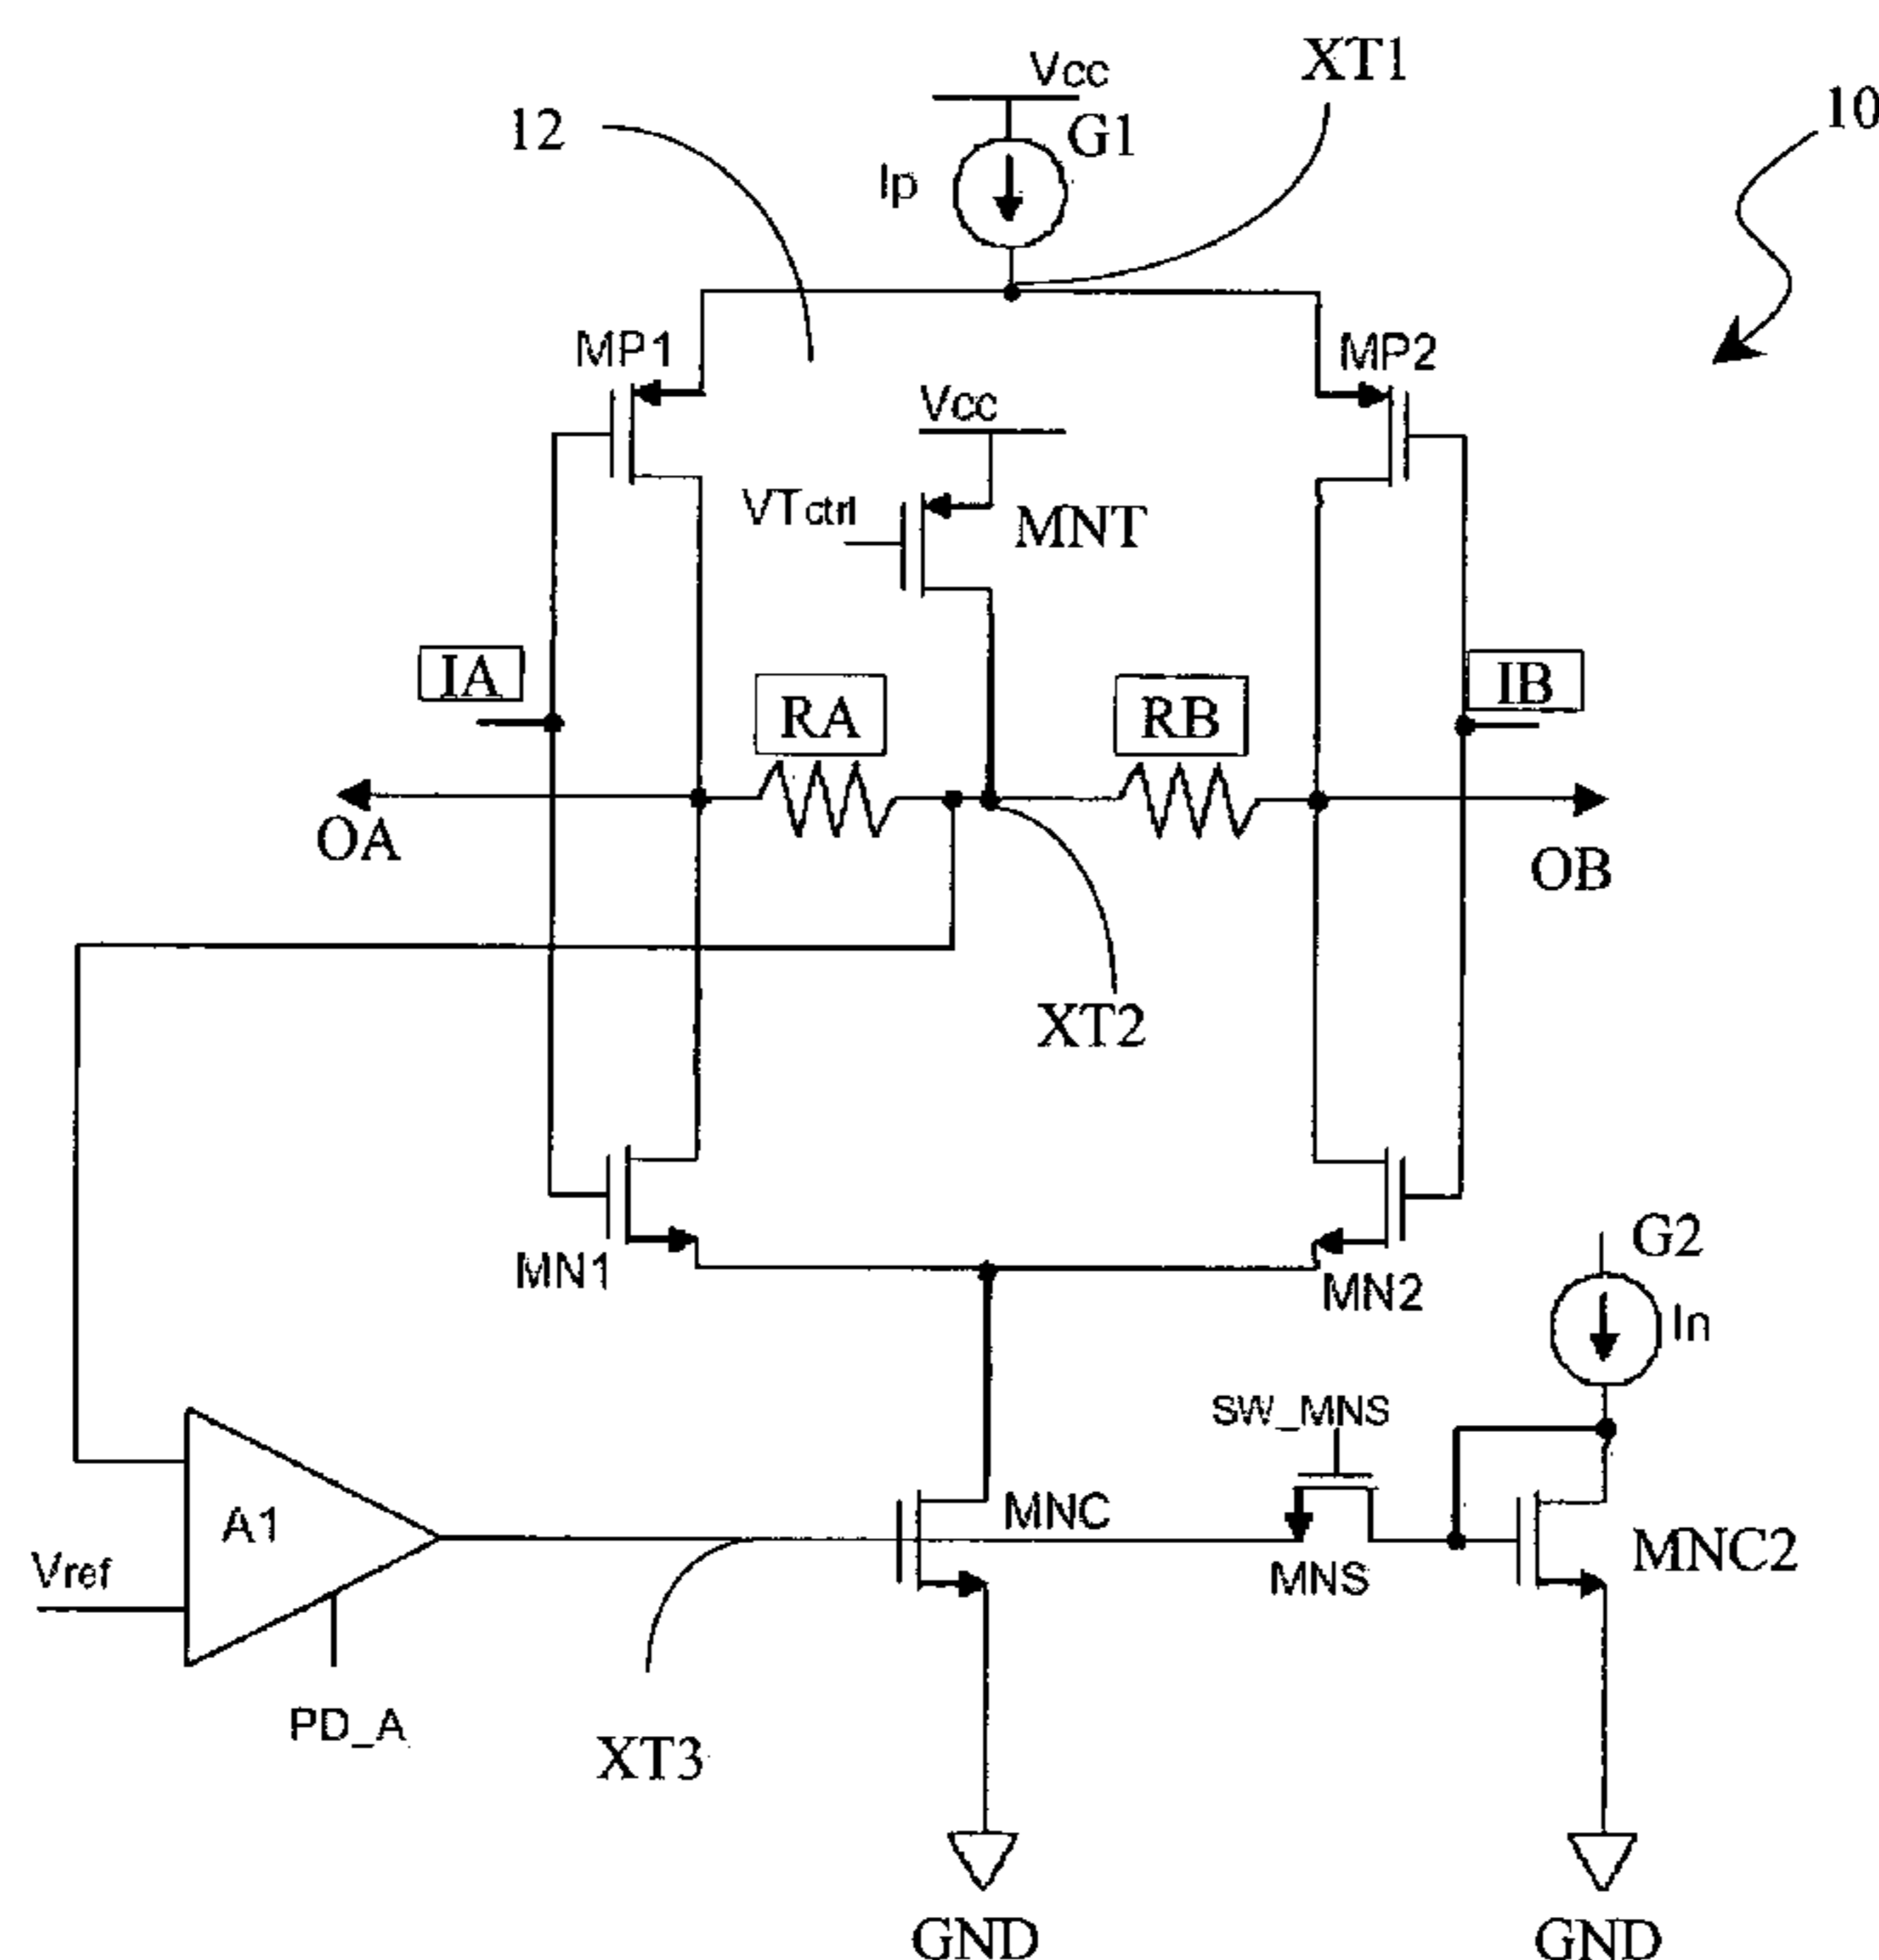 Vcc
XT1
10
12
G1
Ip
MP1
MP2
Vcc
VTctrl
MNT
IA
RA
RB
IB
OA
OB
XT2
MN1
MN2
G2
In
SW_MNS
A1
MNC
Vref
MNS
MNC2
PD_A
XT3
GND
GND